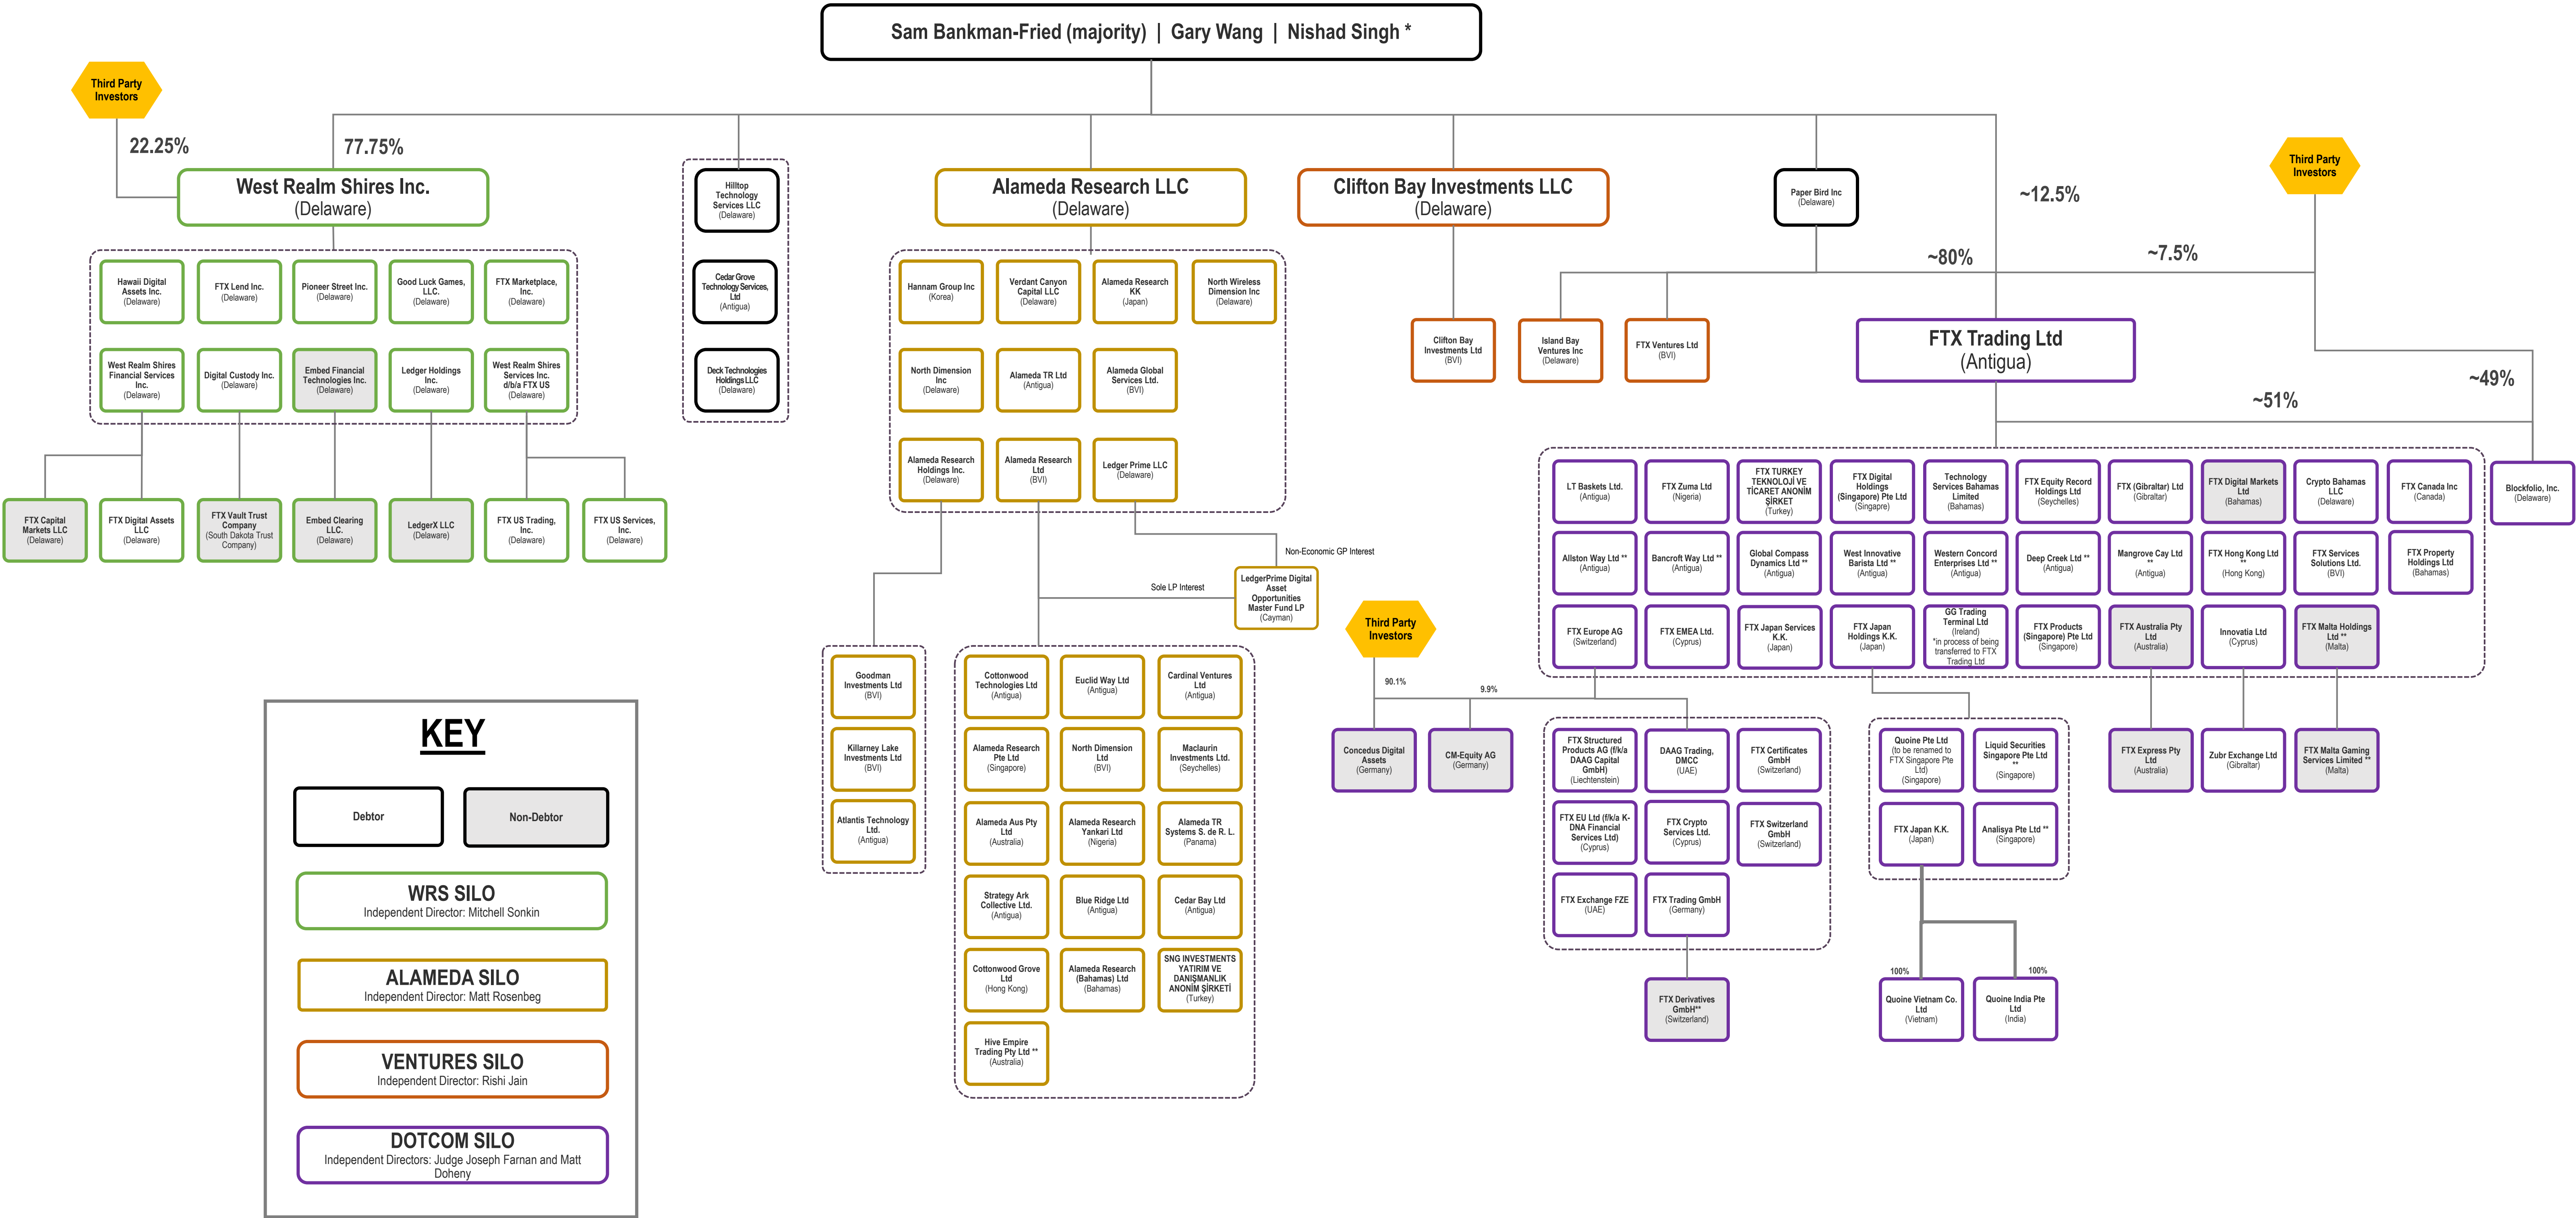 Sam Bankman-Fried (majority) | Gary Wang | Nishad Singh *
Third Party
Investors
22.25%
77.75%
West Realm Shires Inc.
(Delaware)
Hilltop
Technology
Services LLC
(Delaware)
Alameda Research LLC
(Delaware)
Clifton Bay Investments LLC
(Delaware)
Paper Bird Inc
(Delaware)
~12.5%
Third Party
Investors
~80%
~7.5%
Hawaii Digital
Assets Inc.
(Delaware)
FTX Lend Inc.
(Delaware)
Pioneer Street Inc.
(Delaware)
Good Luck Games,
LLC.
(Delaware)
FTX Marketplace,
Inc.
(Delaware)
Cedar Grove
Technology Services,
Ltd
(Antigua)
Hannam Group Inc
(Korea)
Verdant Canyon
Capital LLC
(Delaware)
Alameda Research
KK
(Japan)
North Wireless
Dimension Inc
(Delaware)
Clifton Bay
Investments Ltd
(BVI)
Island Bay
Ventures Inc
(Delaware)
FTX Ventures Ltd
(BVI)
FTX Trading Ltd
(Antigua)
~49%
~51%
West Realm Shires
Financial Services
Inc.
(Delaware)
Digital Custody Inc.
(Delaware)
Embed Financial
Technologies Inc.
(Delaware)
Ledger Holdings
Inc.
(Delaware)
West Realm Shires
Services Inc.
d/b/a FTX US
(Delaware)
Deck Technologies
Holdings LLC
(Delaware)
North Dimension
Inc
(Delaware)
Alameda TR Ltd
(Antigua)
Alameda Global
Services Ltd.
(BVI)
Alameda Research
Holdings Inc.
(Delaware)
Alameda Research
Ltd
(BVI)
Ledger Prime LLC
(Delaware)
FTX Capital
Markets LLC
(Delaware)
FTX Digital Assets
LLC
(Delaware)
FTX Vault Trust
Company
(South Dakota Trust
Company)
Embed Clearing
LLC.
(Delaware)
LedgerX LLC
(Delaware)
FTX US Trading,
Inc.
(Delaware)
FTX US Services,
Inc.
(Delaware)
LT Baskets Ltd.
(Antigua)
FTX Zuma Ltd
(Nigeria)
FTX TURKEY
TEKNOLOJİ VE
TİCARET ANONİM
ŞİRKET
(Turkey)
FTX Digital
Holdings
(Singapore) Pte Ltd
(Singapre)
Technology
Services Bahamas
Limited
(Bahamas)
FTX Equity Record
Holdings Ltd
(Seychelles)
FTX (Gibraltar) Ltd
(Gibraltar)
FTX Digital Markets
Ltd
(Bahamas)
Crypto Bahamas
LLC
(Delaware)
FTX Canada Inc
(Canada)
Blockfolio, Inc.
(Delaware)
Allston Way Ltd **
(Antigua)
Bancroft Way Ltd **
(Antigua)
Global Compass
Dynamics Ltd **
(Antigua)
West Innovative
Barista Ltd **
(Antigua)
Western Concord
Enterprises Ltd **
(Antigua)
Deep Creek Ltd **
(Antigua)
Mangrove Cay Ltd
**
(Antigua)
FTX Hong Kong Ltd
**
(Hong Kong)
FTX Services
Solutions Ltd.
(BVI)
FTX Property
Holdings Ltd
(Bahamas)
FTX Europe AG
(Switzerland)
FTX EMEA Ltd.
(Cyprus)
FTX Japan Services
K.K.
(Japan)
FTX Japan
Holdings K.K.
(Japan)
GG Trading
Terminal Ltd
(Ireland)
*in process of being
transferred to FTX
Trading Ltd
FTX Products
(Singapore) Pte Ltd
(Singapore)
FTX Australia Pty
Ltd
(Australia)
Innovatia Ltd
(Cyprus)
FTX Malta Holdings
Ltd **
(Malta)
Non-Economic GP Interest
Sole LP Interest
LedgerPrime Digital
Asset
Opportunities
Master Fund LP
(Cayman)
Third Party
Investors
90.1%
9.9%
Goodman
Investments Ltd
(BVI)
Killarney Lake
Investments Ltd
(BVI)
Atlantis Technology
Ltd.
(Antigua)
Cottonwood
Technologies Ltd
(Antigua)
Euclid Way Ltd
(Antigua)
Cardinal Ventures
Ltd
(Antigua)
Alameda Research
Pte Ltd
(Singapore)
North Dimension
Ltd
(BVI)
Maclaurin
Investments Ltd.
(Seychelles)
Alameda Aus Pty
Ltd
(Australia)
Alameda Research
Yankari Ltd
(Nigeria)
Alameda TR
Systems S. de R. L.
(Panama)
Strategy Ark
Collective Ltd.
(Antigua)
Blue Ridge Ltd
(Antigua)
Cedar Bay Ltd
(Antigua)
Cottonwood Grove
Ltd
(Hong Kong)
Alameda Research
(Bahamas) Ltd
(Bahamas)
SNG INVESTMENTS
YATIRIM VE
DANIŞMANLIK
ANONİM ŞİRKETİ
(Turkey)
Hive Empire
Trading Pty Ltd **
(Australia)
Concedus Digital
Assets
(Germany)
CM-Equity AG
(Germany)
FTX Structured
Products AG (f/k/a
DAAG Capital
GmbH)
(Liechtenstein)
DAAG Trading,
DMCC
(UAE)
FTX Certificates
GmbH
(Switzerland)
FTX EU Ltd (f/k/a K-
DNA Financial
Services Ltd)
(Cyprus)
FTX Crypto
Services Ltd.
(Cyprus)
FTX Switzerland
GmbH
(Switzerland)
FTX Exchange FZE
(UAE)
FTX Trading GmbH
(Germany)
FTX Derivatives
GmbH**
(Switzerland)
Quoine Pte Ltd
(to be renamed to
FTX Singapore Pte
Ltd)
(Singapore)
Liquid Securities
Singapore Pte Ltd
**
(Singapore)
FTX Japan K.K.
(Japan)
Analisya Pte Ltd **
(Singapore)
100%
100%
Quoine Vietnam Co.
Ltd
(Vietnam)
Quoine India Pte
Ltd
(India)
FTX Express Pty
Ltd
(Australia)
Zubr Exchange Ltd
(Gibraltar)
FTX Malta Gaming
Services Limited **
(Malta)
KEY
Debtor
Non-Debtor
WRS SILO
Independent Director: Mitchell Sonkin
ALAMEDA SILO
Independent Director: Matt Rosenbeg
VENTURES SILO
Independent Director: Rishi Jain
DOTCOM SILO
Independent Directors: Judge Joseph Farnan and Matt
Doheny